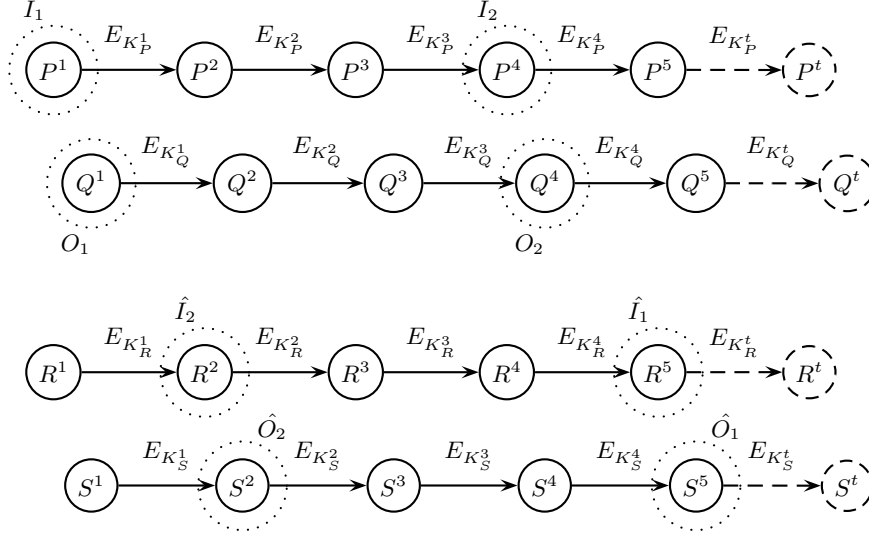 I_1 E_{K_P^1} E_{K_P^2} E_{K_P^3} I_2 E_{K_P^4} E_{K_P^t}
P^1 P^2 P^3 P^4 P^5 P^t
E_{K_Q^1} E_{K_Q^2} E_{K_Q^3} E_{K_Q^4} E_{K_Q^t}
Q^1 Q^2 Q^3 Q^4 Q^5 Q^t
O_1 O_2
\hat{I}_2 \hat{I}_1
E_{K_R^1} E_{K_R^2} E_{K_R^3} E_{K_R^4} E_{K_R^t}
R^1 R^2 R^3 R^4 R^5 R^t
\hat{O}_2 \hat{O}_1
E_{K_S^1} E_{K_S^2} E_{K_S^3} E_{K_S^4} E_{K_S^t}
S^1 S^2 S^3 S^4 S^5 S^t